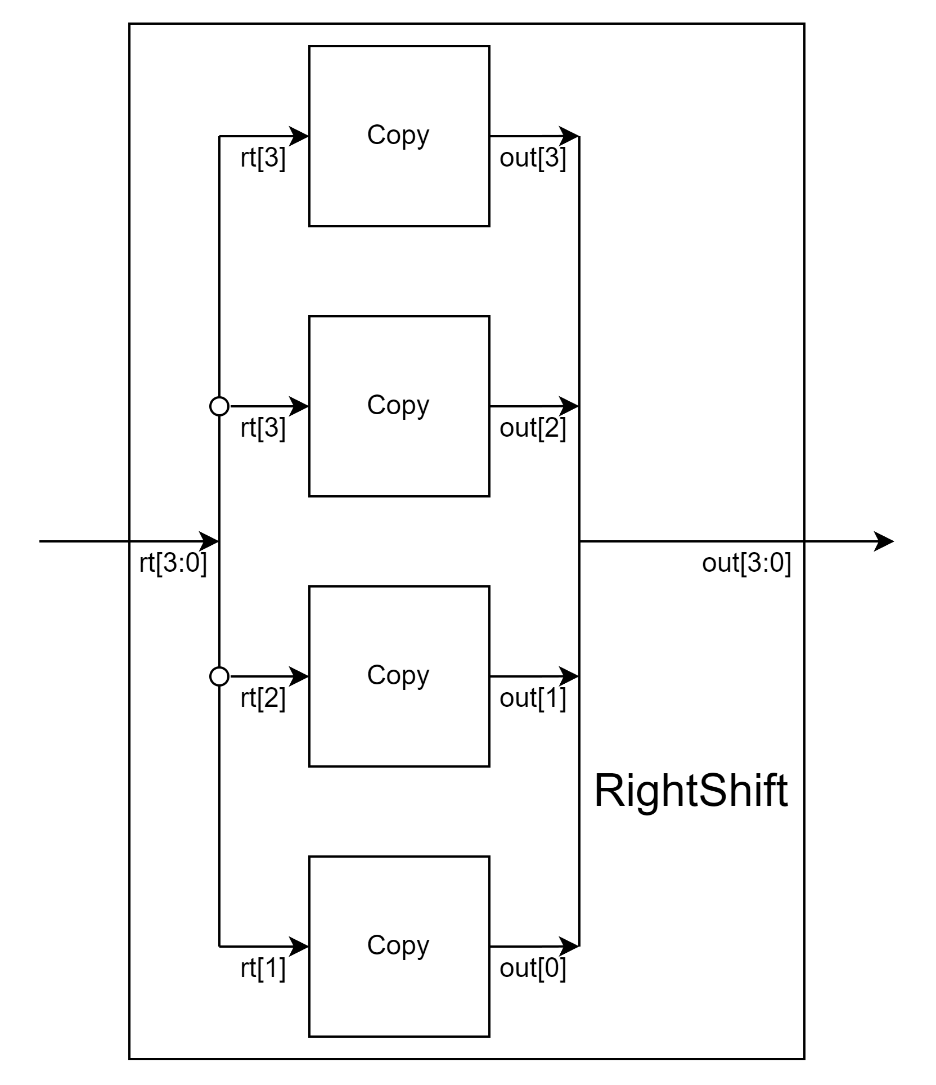 Copy
rt[3]
out[3]
Copy
rt[3]
out[2]
rt[3:0]
out[3:0]
Copy
rt[2]
out[1]
RightShift
Copy
rt[1]
out[0]